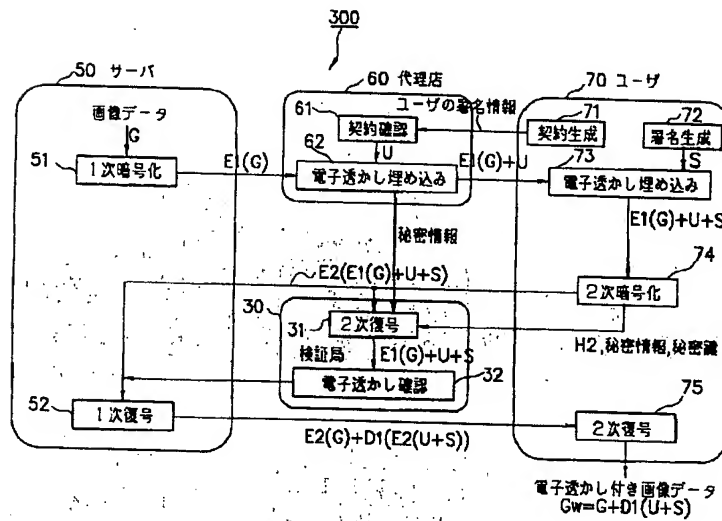 300
50 サーバ
画像データ
G
51
1次暗号化
E1(G)
60 代理店
ユーザの署名情報
61
契約確認
U
62
電子透かし埋め込み
E1(G)+U
70 ユーザ
71
契約生成
72
署名生成
S
73
電子透かし埋め込み
E1(G)+U+S
秘密情報
74
2次暗号化
E2(E1(G)+U+S)
H2,秘密情報,秘密鍵
30
31
2次復号
検証局
E1(G)+U+S
32
電子透かし確認
52
1次復号
E2(G)+D1(E2(U+S))
75
2次復号
電子透かし付き画像データ
Gw=G+D1(U+S)